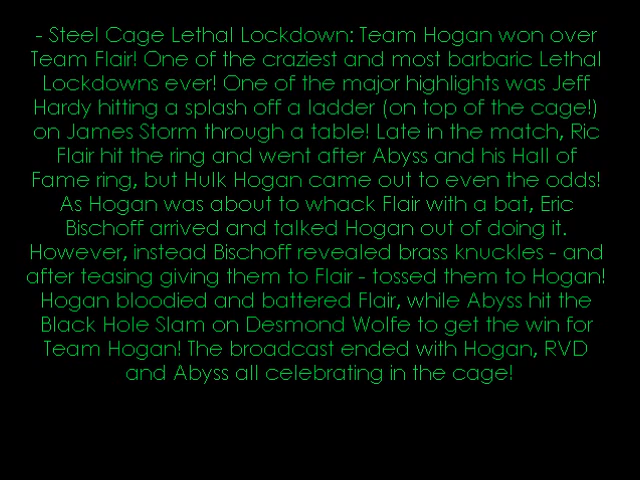 - Steel Cage Lethal Lockdown: Team Hogan won over
Team Flair! One of the craziest and most barbaric Lethal
Lockdowns ever! One of the major highlights was Jeff
Hardy hitting a splash off a ladder (on top of the cage!)
on James Storm through a table! Late in the match, Ric
Flair hit the ring and went after Abyss and his Hall of
Fame ring, but Hulk Hogan came out to even the odds!
As Hogan was about to whack Flair with a bat, Eric
Bischoff arrived and talked Hogan out of doing it.
However, instead Bischoff revealed brass knuckles - and
after teasing giving them to Flair - tossed them to Hogan!
Hogan bloodied and battered Flair, while Abyss hit the
Black Hole Slam on Desmond Wolfe to get the win for
Team Hogan! The broadcast ended with Hogan, RVD
and Abyss all celebrating in the cage!